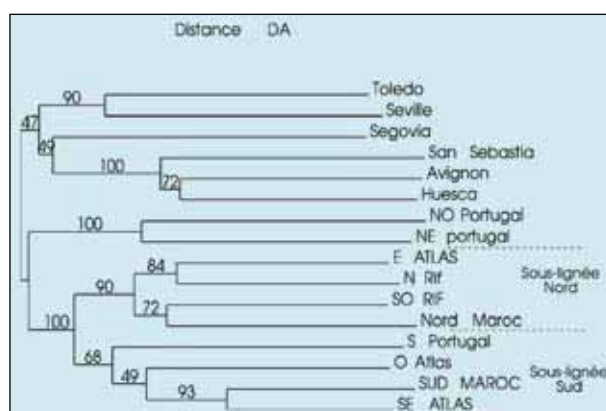 Distance DA
Toledo
90
Seville
47
Segovia
49
San Sebastia
100
Avignon
72
Huesca
NO Portugal
100
NE portugal
E ATLAS
84
Sous-lignée
Nord
N Rif
90
SO RIF
72
Nord Maroc
100
S Portugal
68
O Atlas
49
Sous-lignée
Sud
SUD MAROC
93
SE ATLAS